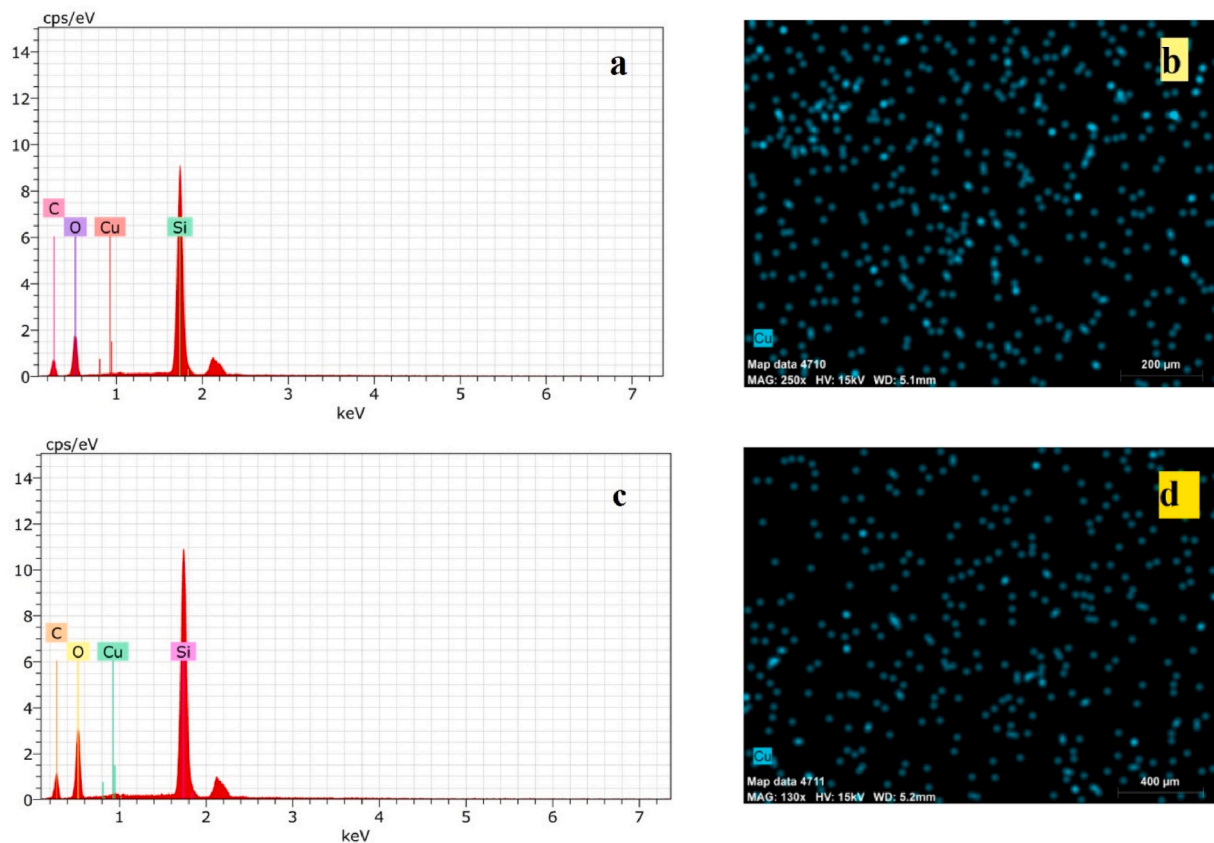 cps/eV
14
12
10
8
6
4
2
0
C
O
Cu
Si
1
2
3
4
5
6
7
keV
a
b
Cu
Map data 4710
MAG: 250x HV: 15kV WD: 5.1mm
200 µm
cps/eV
14
12
10
8
6
4
2
0
C
O
Cu
Si
1
2
3
4
5
6
7
keV
c
d
Cu
Map data 4711
MAG: 130x HV: 15kV WD: 5.2mm
400 µm